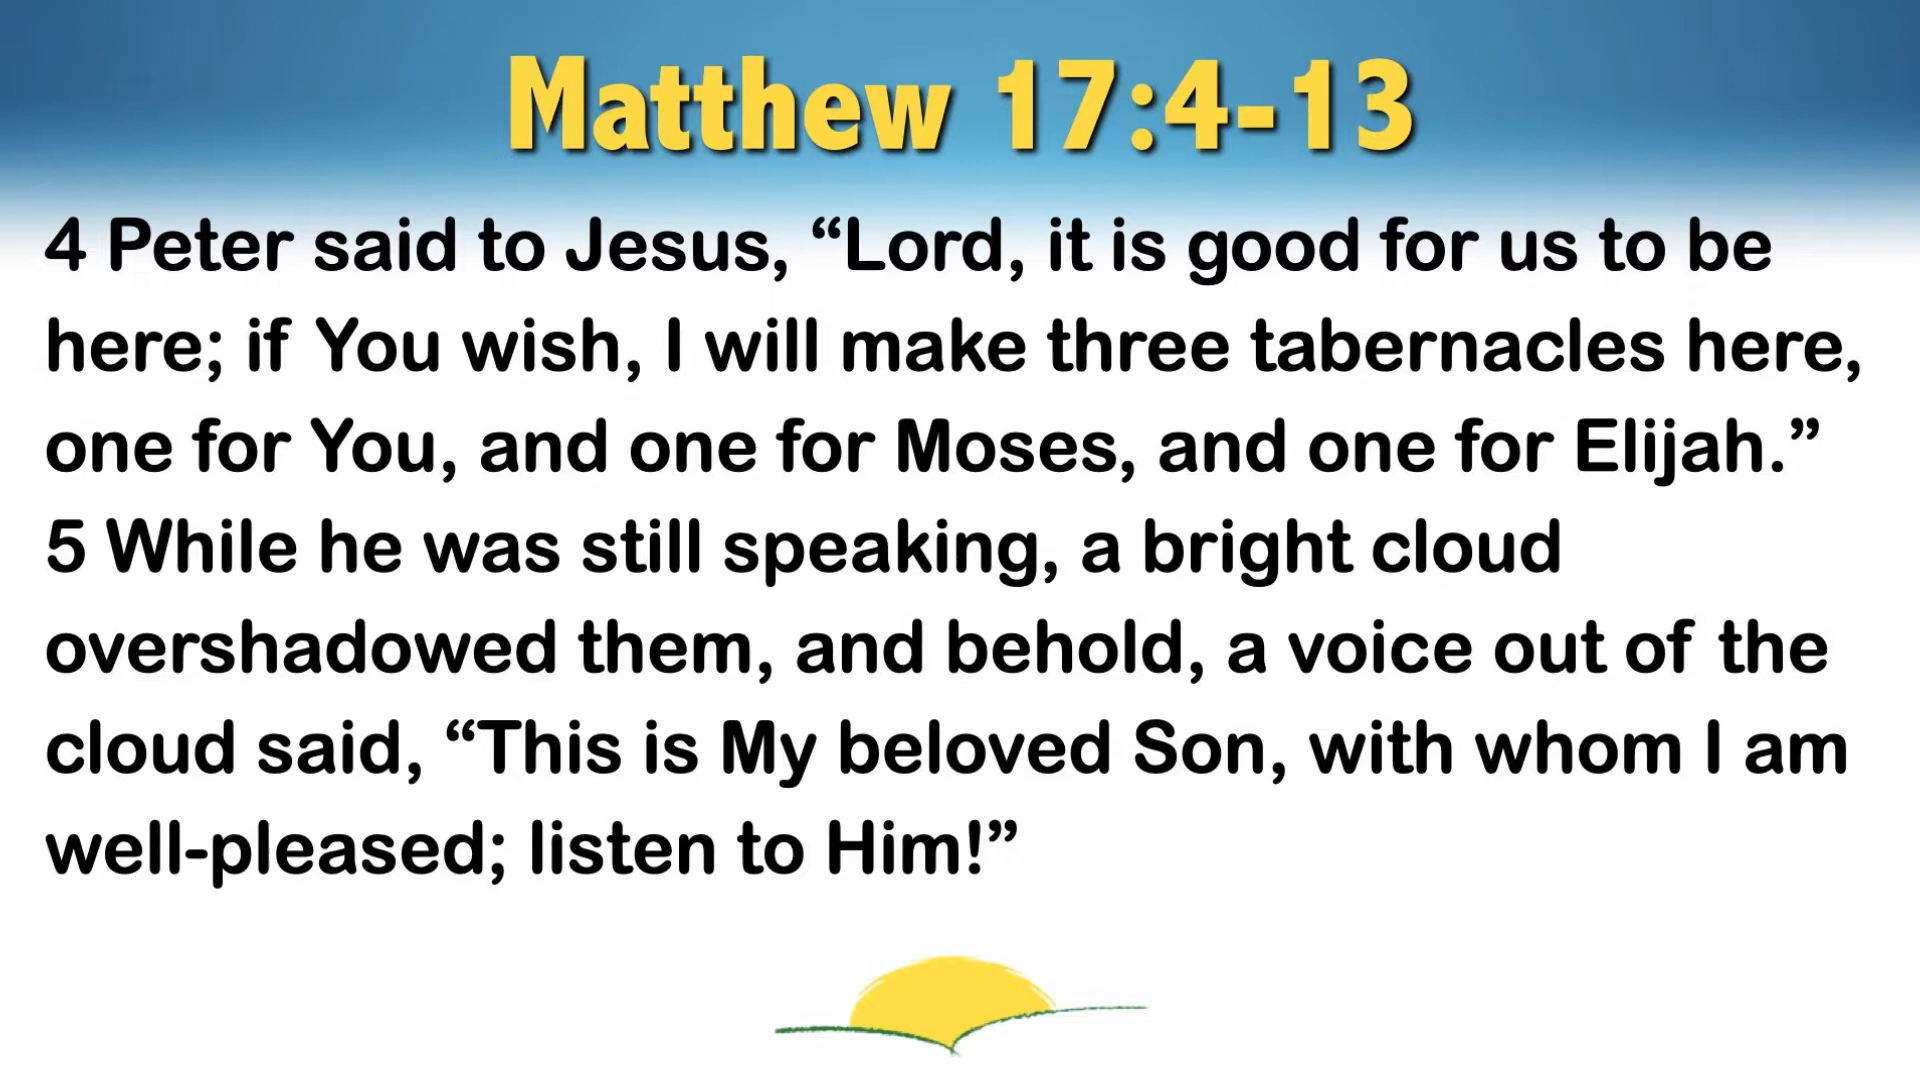 Matthew 17:4-13
4 Peter said to Jesus, “Lord, it is good for us to be
here; if You wish, I will make three tabernacles here,
one for You, and one for Moses, and one for Elijah.”
5 While he was still speaking, a bright cloud
overshadowed them, and behold, a voice out of the
cloud said, “This is My beloved Son, with whom I am
well-pleased; listen to Him!”